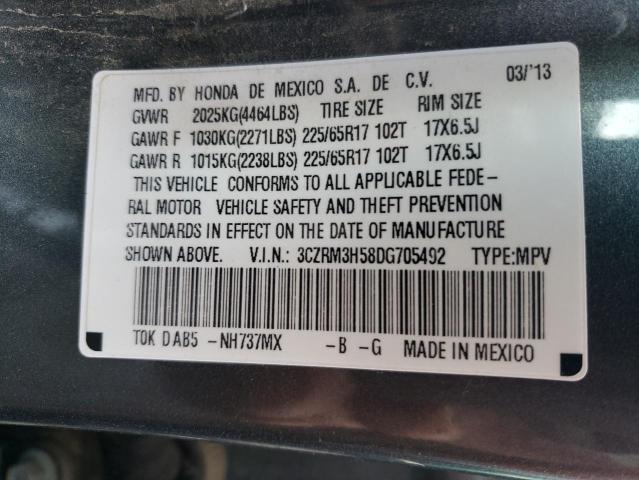 MFD. BY HONDA DE MEXICO S.A. DE C.V. 03/'13
GVWR 2025KG(4464LBS) TIRE SIZE RIM SIZE
GAWR F 1030KG(2271LBS) 225/65R17 102T 17X6.5J
GAWR R 1015KG(2238LBS) 225/65R17 102T 17X6.5J
THIS VEHICLE CONFORMS TO ALL APPLICABLE FEDE-
RAL MOTOR VEHICLE SAFETY AND THEFT PREVENTION
STANDARDS IN EFFECT ON THE DATE OF MANUFACTURE
SHOWN ABOVE. V.I.N.: 3CZRM3H58DG705492 TYPE:MPV
T0K D AB5 -NH737MX -B -G MADE IN MEXICO